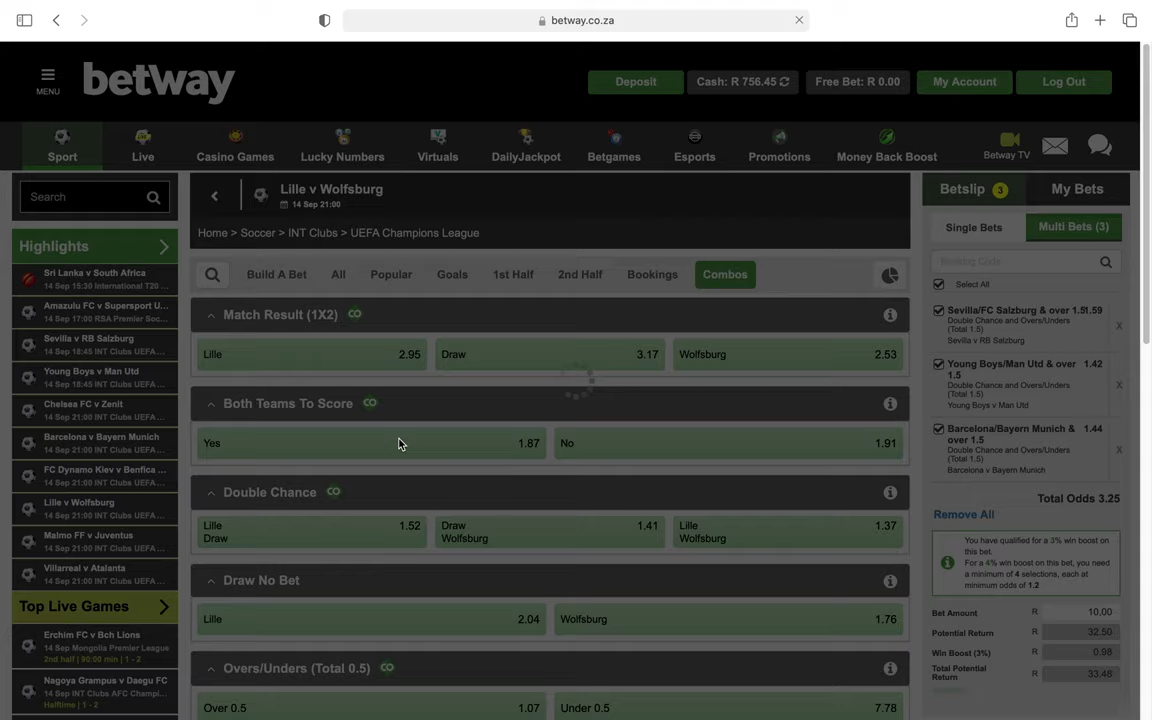 betway.co.za
MENU
betway
Deposit
Cash: R 756.45
Free Bet: R 0.00
My Account
Log Out
Sport
Live
Casino Games
Lucky Numbers
Virtuals
DailyJackpot
Betgames
Esports
Promotions
Money Back Boost
Betway TV
Search
Highlights
Sri Lanka v South Africa
14 Sep 15:30 International T20 ...
Amazulu FC v Supersport U...
14 Sep 17:00 RSA Premier Soc...
Sevilla v RB Salzburg
14 Sep 18:45 INT Clubs UEFA...
Young Boys v Man Utd
14 Sep 18:45 INT Clubs UEFA...
Chelsea FC v Zenit
14 Sep 21:00 INT Clubs UEFA...
Barcelona v Bayern Munich
14 Sep 21:00 INT Clubs UEFA...
FC Dynamo Kiev v Benfica ...
14 Sep 21:00 INT Clubs UEFA...
Lille v Wolfsburg
14 Sep 21:00 INT Clubs UEFA...
Malmo FF v Juventus
14 Sep 21:00 INT Clubs UEFA...
Villarreal v Atalanta
14 Sep 21:00 INT Clubs UEFA...
Top Live Games
Erchim FC v Bch Lions
14 Sep Mongolia Premier League
2nd half | 90:00 min | 1 - 2
Nagoya Grampus v Daegu FC
14 Sep INT Clubs AFC Champi...
Halftime | 1 - 2
Lille v Wolfsburg
14 Sep 21:00
Home > Soccer > INT Clubs > UEFA Champions League
Build A Bet
All
Popular
Goals
1st Half
2nd Half
Bookings
Combos
Match Result (1X2) CO
Lille 2.95
Draw 3.17
Wolfsburg 2.53
Both Teams To Score CO
Yes 1.87
No 1.91
Double Chance CO
Lille 1.52
Draw
Draw 1.41
Wolfsburg
Lille 1.37
Wolfsburg
Draw No Bet
Lille 2.04
Wolfsburg 1.76
Overs/Unders (Total 0.5) CO
Over 0.5 1.07
Under 0.5 7.78
Betslip 3
My Bets
Single Bets
Multi Bets (3)
Booking Code
Select All
Sevilla/FC Salzburg & over 1.5 1.59
Double Chance and Overs/Unders
(Total 1.5)
Sevilla v RB Salzburg
X
Young Boys/Man Utd & over 1.42
1.5
Double Chance and Overs/Unders
(Total 1.5)
Young Boys v Man Utd
X
Barcelona/Bayern Munich & 1.44
over 1.5
Double Chance and Overs/Unders
(Total 1.5)
Barcelona v Bayern Munich
X
Total Odds 3.25
Remove All
You have qualified for a 3% win boost on
this bet.
For a 4% win boost on this bet, you need
a minimum of 4 selections, each at
minimum odds of 1.2
Bet Amount R 10.00
Potential Return R 32.50
Win Boost (3%) R 0.98
Total Potential
Return R 33.48